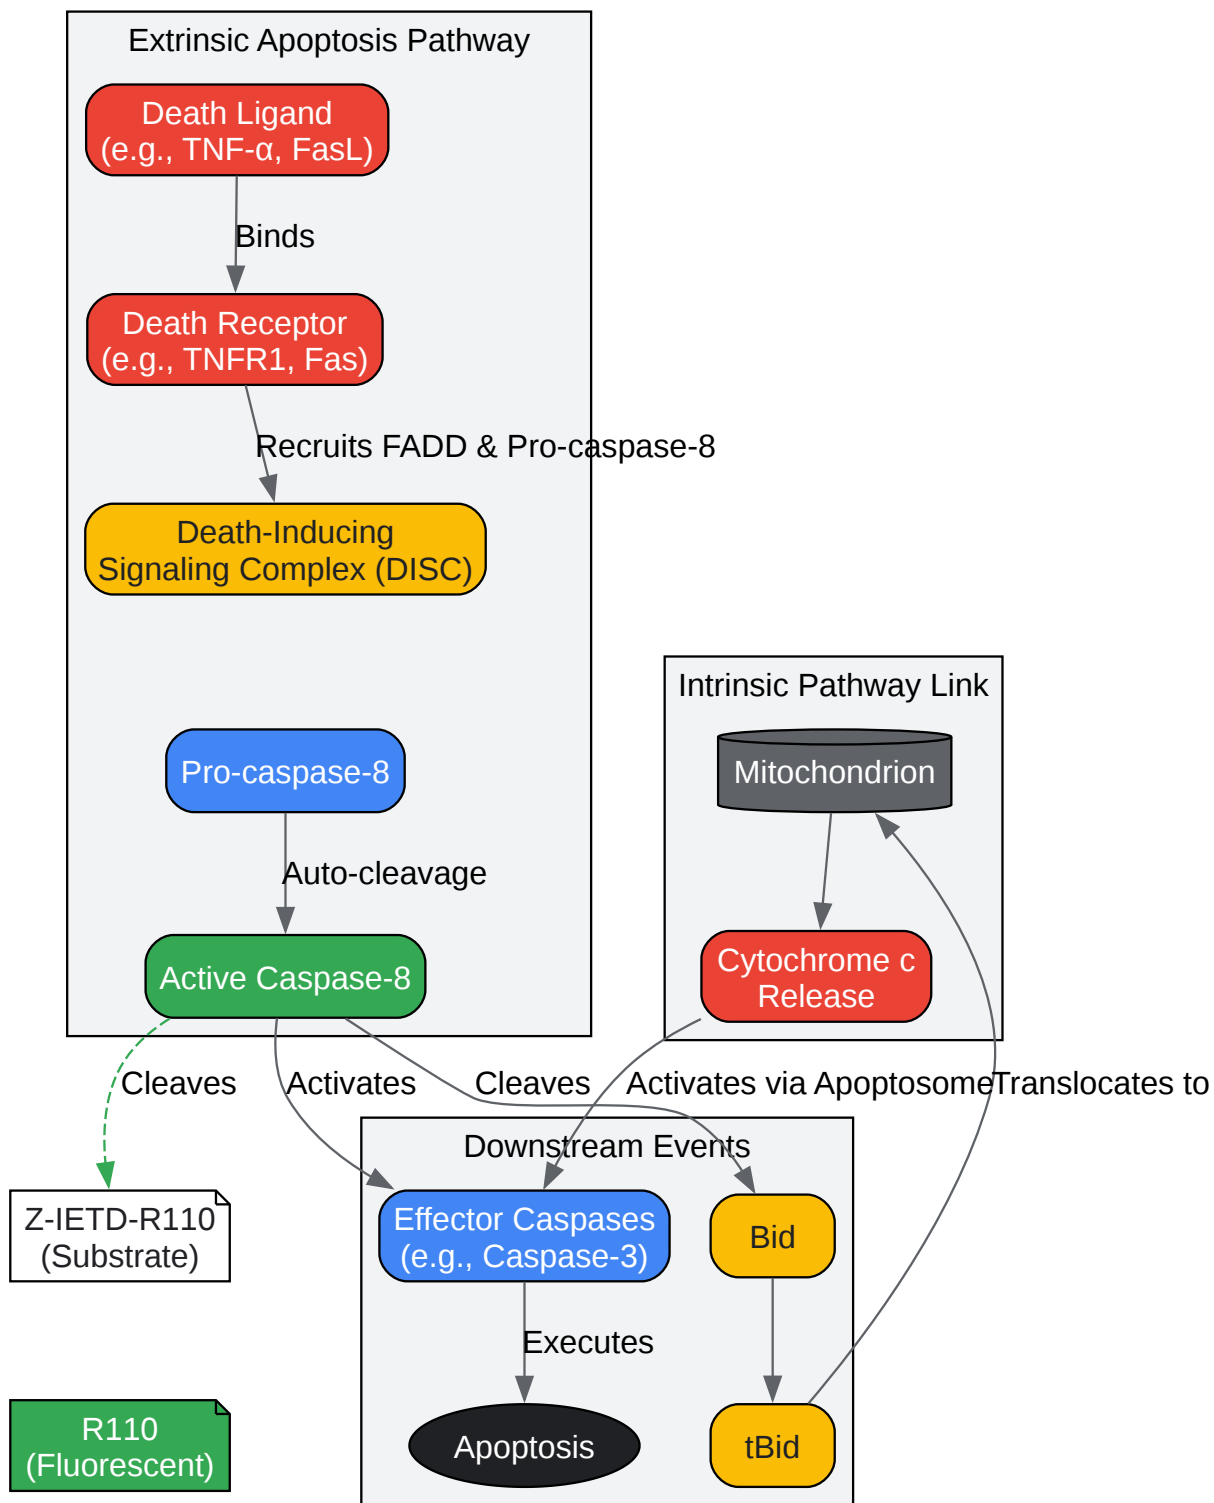 Extrinsic Apoptosis Pathway
Death Ligand
(e.g., TNF-α, FasL)
Binds
Death Receptor
(e.g., TNFR1, Fas)
Recruits FADD & Pro-caspase-8
Death-Inducing
Signaling Complex (DISC)
Pro-caspase-8
Auto-cleavage
Active Caspase-8
Intrinsic Pathway Link
Mitochondrion
Cytochrome c
Release
Cleaves
Activates
Cleaves
Activates via Apoptosome
Translocates to
Downstream Events
Z-IETD-R110
(Substrate)
Effector Caspases
(e.g., Caspase-3)
Bid
Executes
R110
(Fluorescent)
Apoptosis
tBid